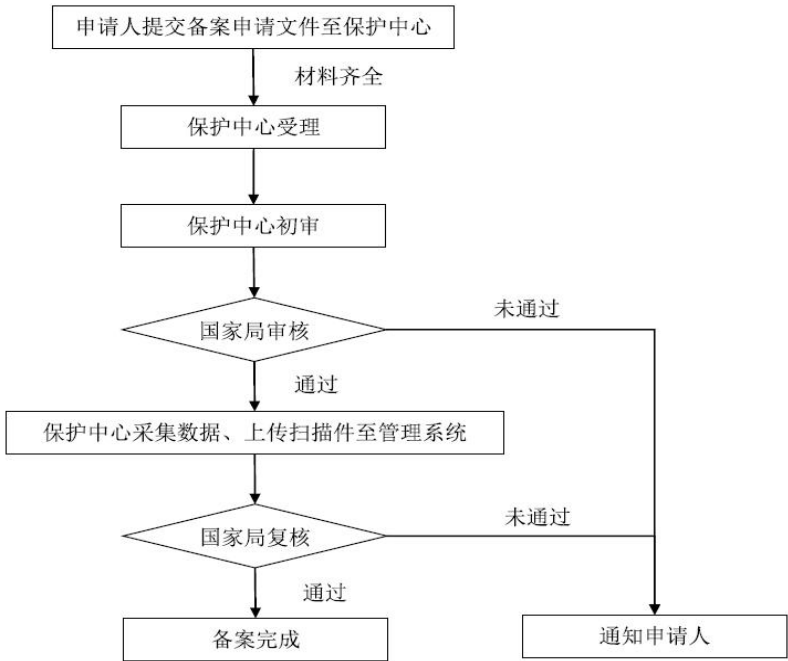 申请人提交备案申请文件至保护中心
材料齐全
保护中心受理
保护中心初审
国家局审核
未通过
通过
保护中心采集数据、上传扫描件至管理系统
国家局复核
未通过
通过
备案完成
通知申请人